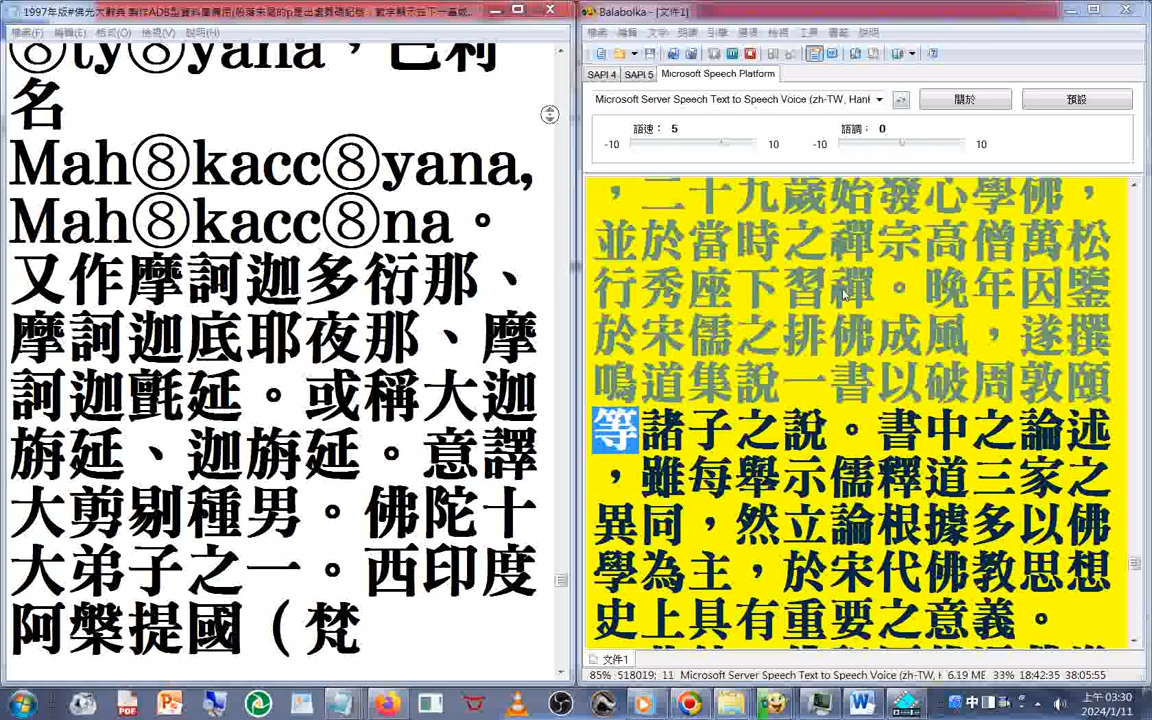 1997年版#佛光大辭典
⑧ty⑧yana，巴利
名
Mah⑧kacc⑧yana,
Mah⑧kacc⑧na。
又作摩訶迦多衍那、
摩訶迦底耶夜那、摩
訶迦氈延。或稱大迦
旃延、迦旃延。意譯
大剪剔種男。佛陀十
大弟子之一。西印度
阿槃提國（梵
Balabolka - [文件1]
SAPI 4 SAPI 5 Microsoft Speech Platform
Microsoft Server Speech Text to Speech Voice (zh-TW, Han
關於 預設
語速： 5 語調： 0
-10 10 -10 10
，二十九歲始發心學佛，
並於當時之禪宗高僧萬松
行秀座下習禪。晚年因鑒
於宋儒之排佛成風，遂撰
鳴道集說一書以破周敦頤
等諸子之說。書中之論述
，雖每舉示儒釋道三家之
異同，然立論根據多以佛
學為主，於宋代佛教思想
史上具有重要之意義。
文件1
85% 518019; 11 Microsoft Server Speech Text to Speech Voice (zh-TW, 6.19 ME 33% 18:42:35 38:05:55
上午 03:30
2024/1/11